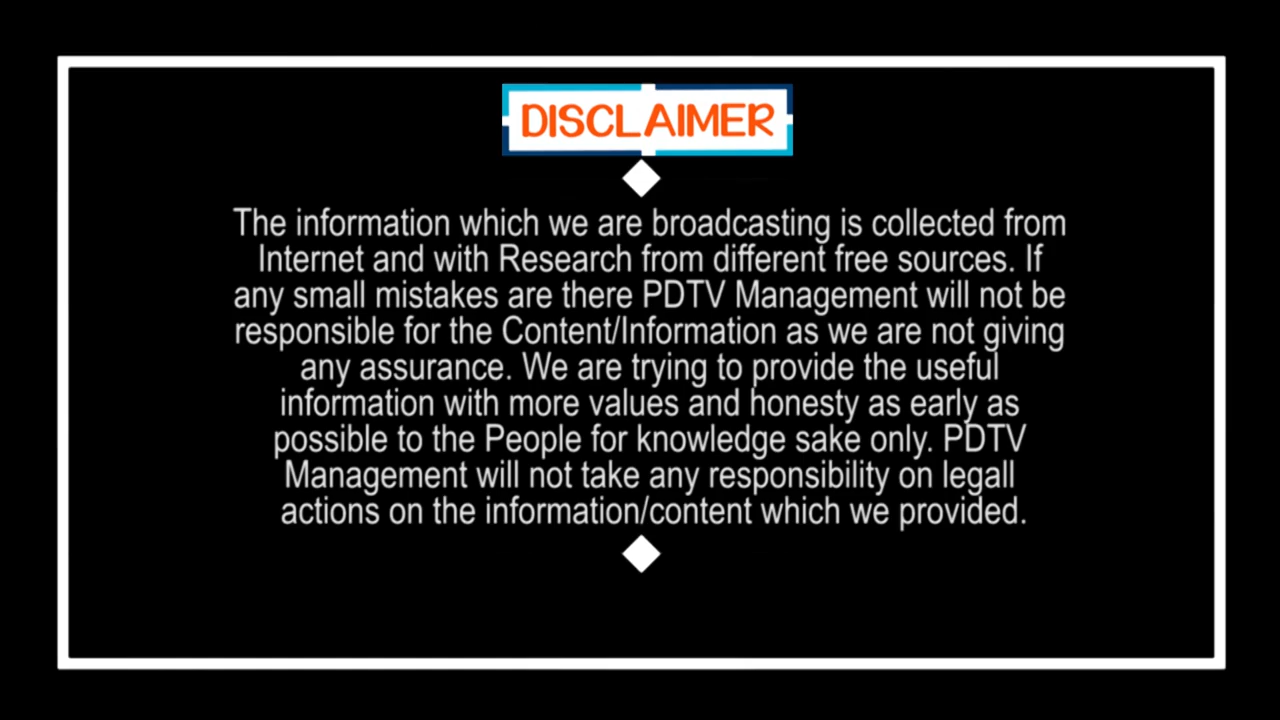 DISCLAIMER
The information which we are broadcasting is collected from
Internet and with Research from different free sources. If
any small mistakes are there PDTV Management will not be
responsible for the Content/Information as we are not giving
any assurance. We are trying to provide the useful
information with more values and honesty as early as
possible to the People for knowledge sake only. PDTV
Management will not take any responsibility on legall
actions on the information/content which we provided.